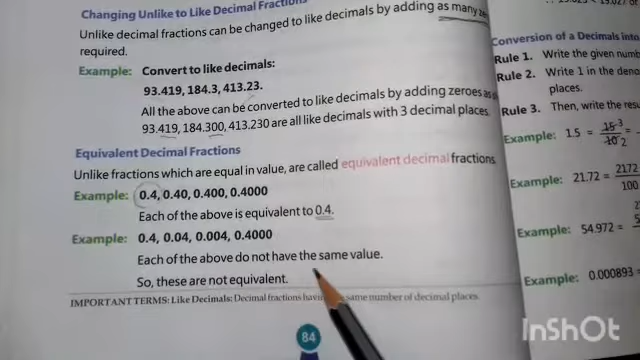 Changing Unlike to Like Decimal Fractions
Unlike decimal fractions can be changed to like decimals by adding as many
required.
Example: Convert to like decimals:
93.419, 184.3, 413.23.
All the above can be converted to like decimals by adding zeroes as
93.419, 184.300, 413.230 are all like decimals with 3 decimal places.
Equivalent Decimal Fractions
Unlike fractions which are equal in value, are called equivalent decimal fractions
Example: 0.4, 0.40, 0.400, 0.4000
Each of the above is equivalent to 0.4.
Example: 0.4, 0.04, 0.004, 0.4000
Each of the above do not have the same value.
So, these are not equivalent.
IMPORTANT TERMS: Like Decimals: Decimal fractions same number of decimal places.
84
Conversion of a Decimals into
Rule 1. Write the given
Rule 2. Write 1 in the
places.
Rule 3. Then, write the
Example: 1.5 = 15 3 / 10 2 =
Example: 21.72 = 2172 / 100
Example: 54.972 =
Example: 0.000893 =
InShOt